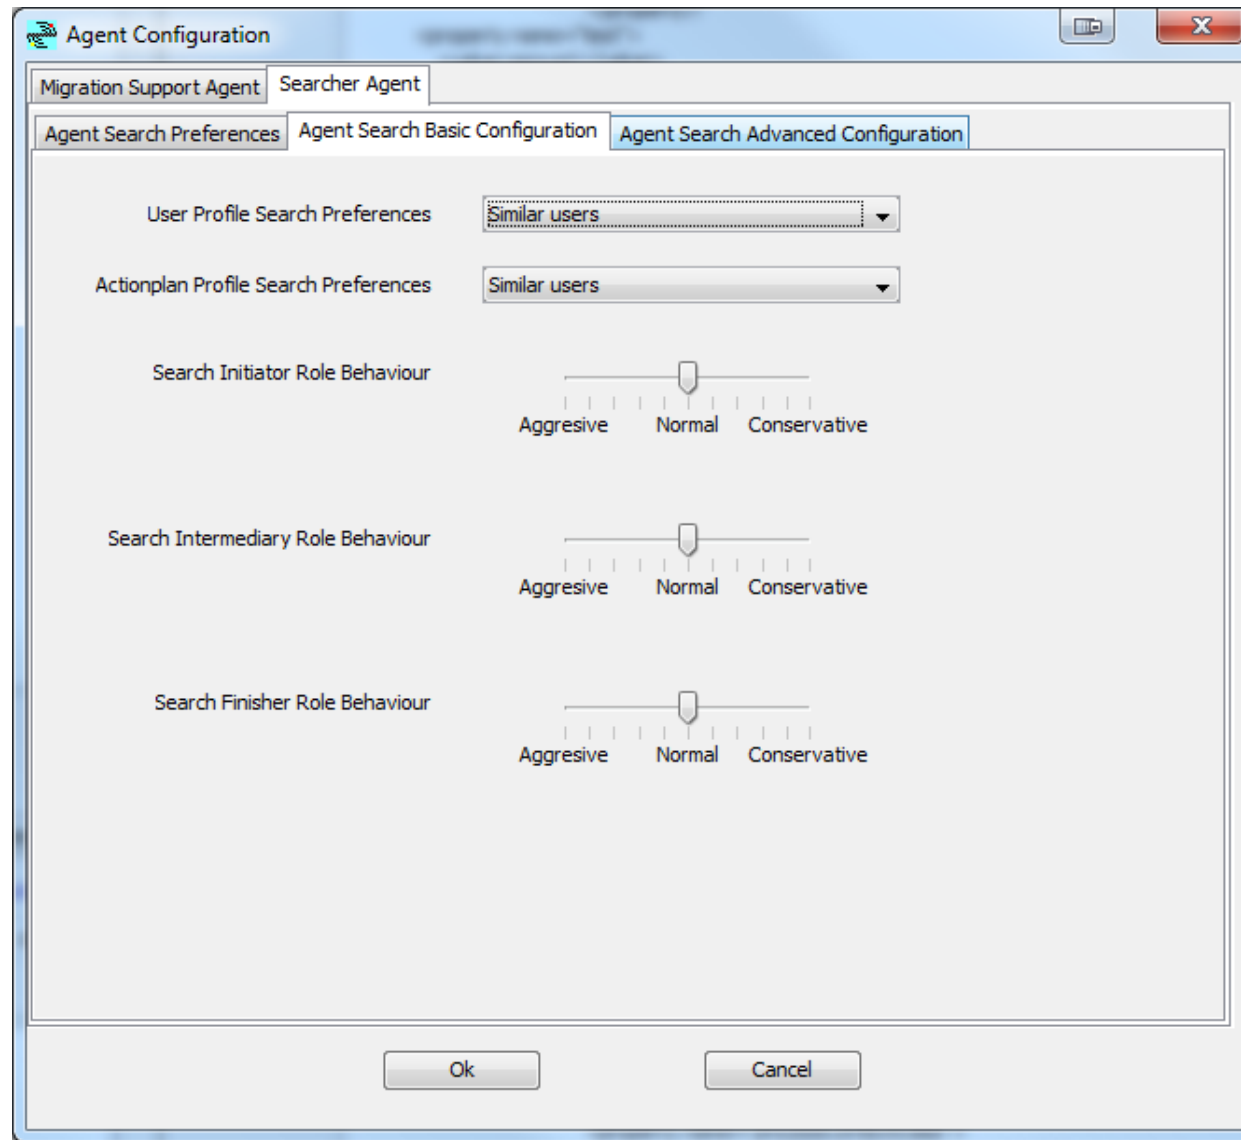 Agent Configuration
Migration Support Agent Searcher Agent
Agent Search Preferences Agent Search Basic Configuration Agent Search Advanced Configuration
User Profile Search Preferences Similar users
Actionplan Profile Search Preferences Similar users
Search Initiator Role Behaviour
Aggresive Normal Conservative
Search Intermediary Role Behaviour
Aggresive Normal Conservative
Search Finisher Role Behaviour
Aggresive Normal Conservative
Ok Cancel